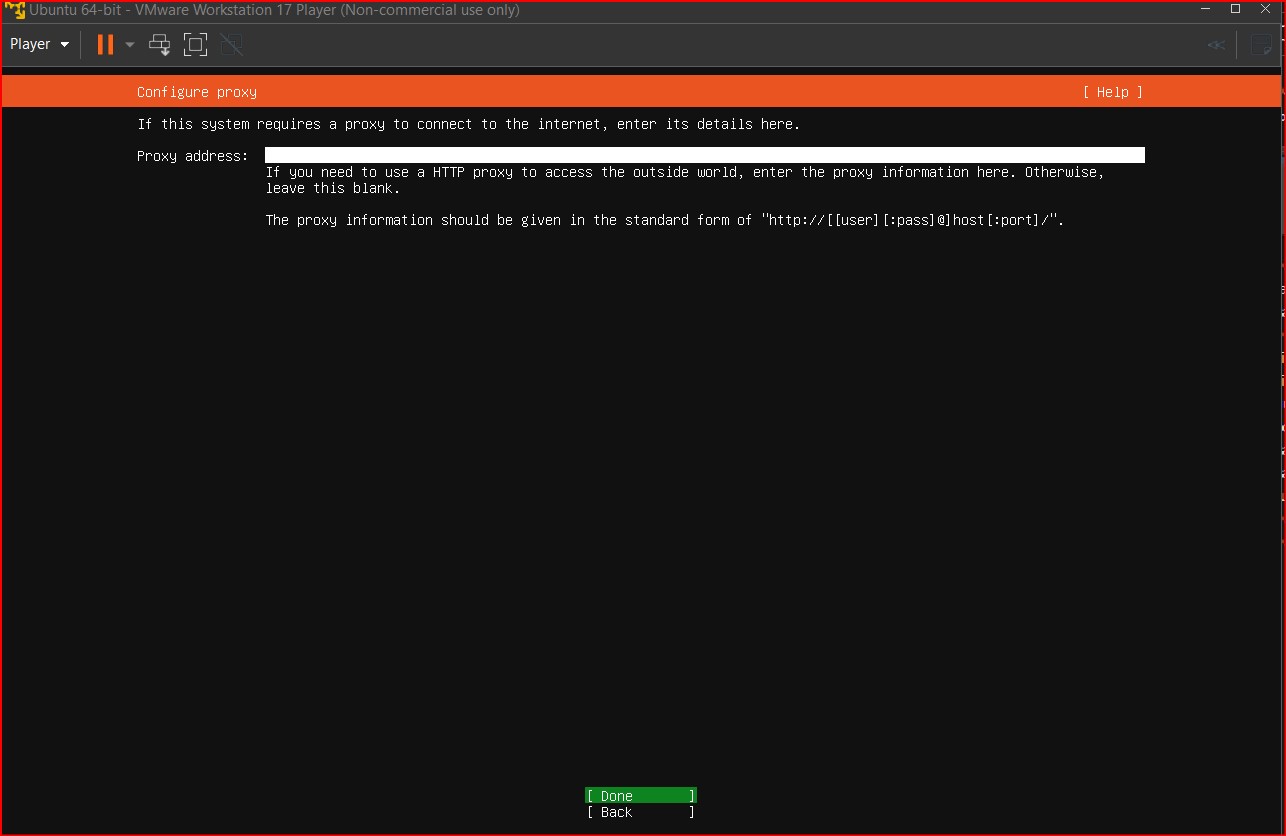 Ubuntu 64-bit - VMware Workstation 17 Player (Non-commercial use only)
Player
Configure proxy [ Help ]
If this system requires a proxy to connect to the internet, enter its details here.
Proxy address:
If you need to use a HTTP proxy to access the outside world, enter the proxy information here. Otherwise,
leave this blank.
The proxy information should be given in the standard form of "http://[[user][:pass]@]host[:port]/".
[ Done ]
[ Back ]